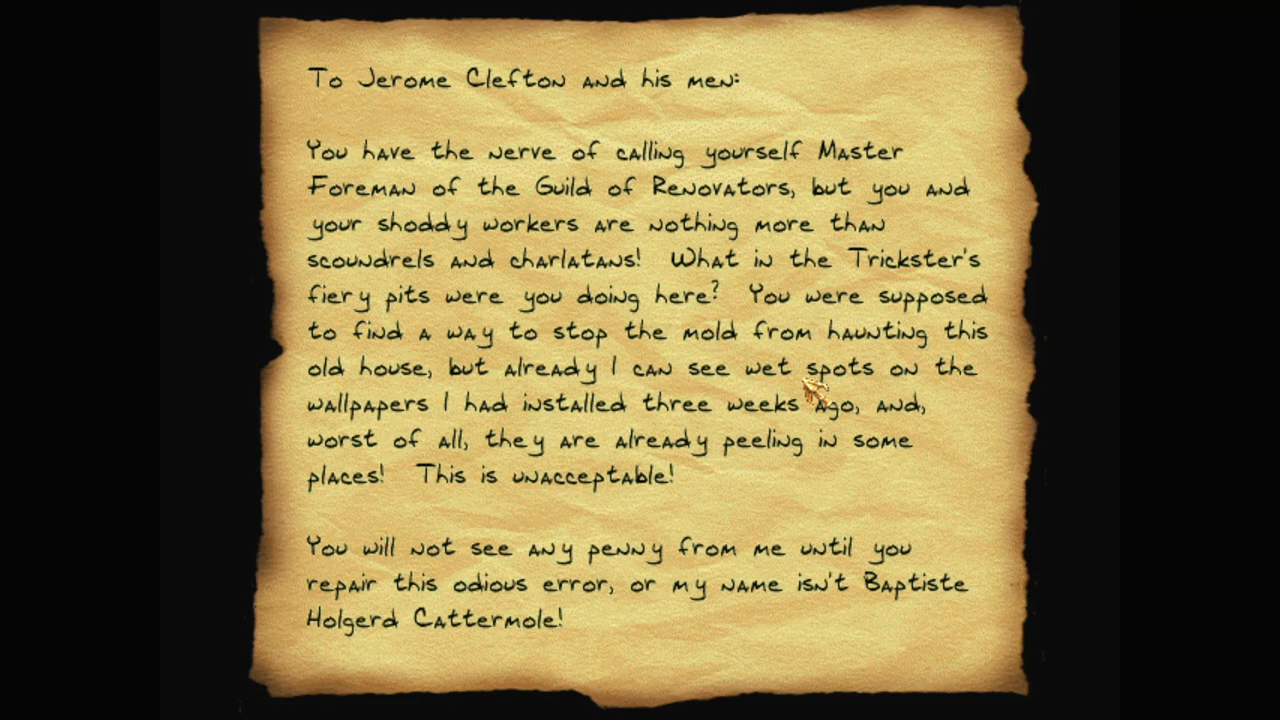 To Jerome Clefton and his men:
You have the nerve of calling yourself Master
Foreman of the Guild of Renovators, but you and
your shoddy workers are nothing more than
scoundrels and charlatans! What in the Trickster's
fiery pits were you doing here? You were supposed
to find a way to stop the mold from haunting this
old house, but already I can see wet spots on the
wallpapers I had installed three weeks ago, and,
worst of all, they are already peeling in some
places! This is unacceptable!
You will not see any penny from me until you
repair this odious error, or my name isn't Baptiste
Holgerd Cattermole!